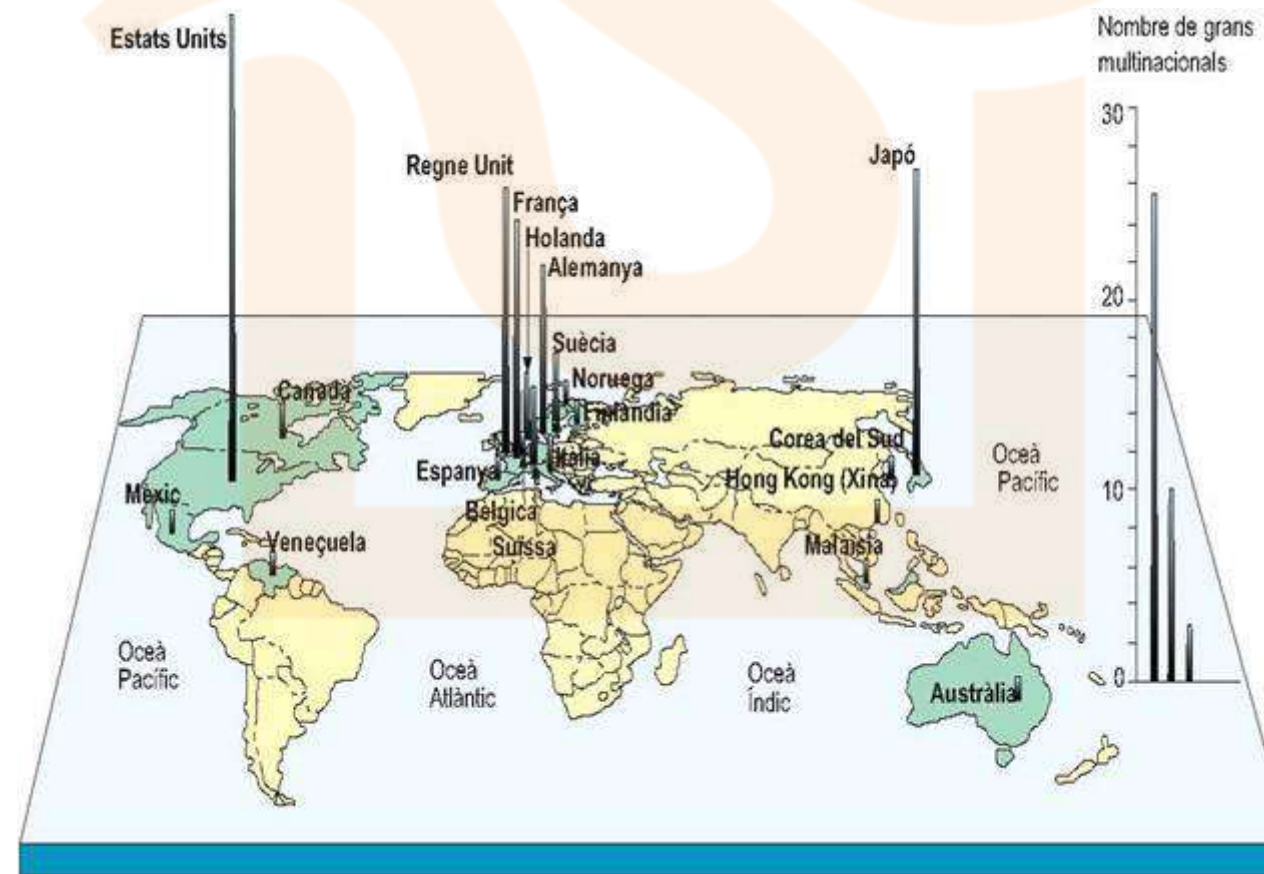 Nombre de grans
multinacionals
30
20
10
0
Estats Units
Regne Unit
França
Holanda
Alemanya
Japó
Suècia
Noruega
Finlàndia
Canadà
Corea del Sud
Espanya
Itàlia
Hong Kong (Xina)
Mèxic
Bèlgica
Veneçuela
Suïssa
Malàisia
Oceà
Pacífic
Oceà
Pacífic
Oceà
Atlàntic
Oceà
Índic
Austràlia